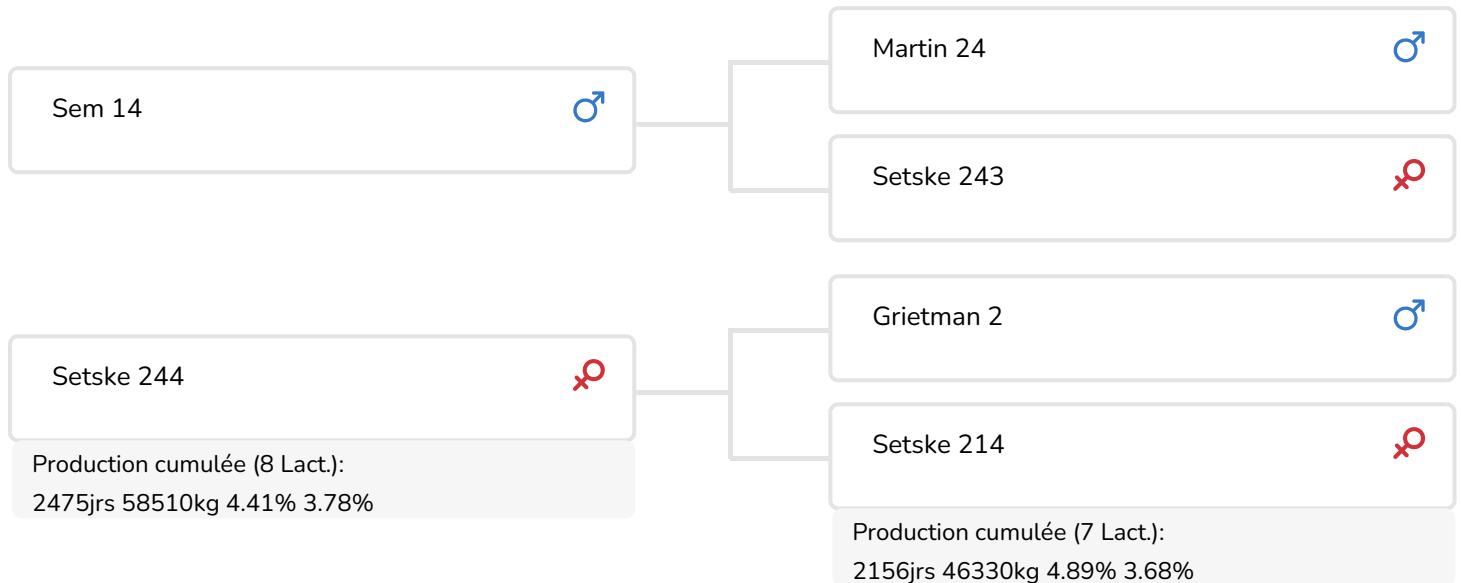 Martin 24
Sem 14
Setske 243
Grietman 2
Setske 244
Setske 214
Production cumulée (8 Lact.):
2475jrs 58510kg 4.41% 3.78%
Production cumulée (7 Lact.):
2156jrs 46330kg 4.89% 3.68%